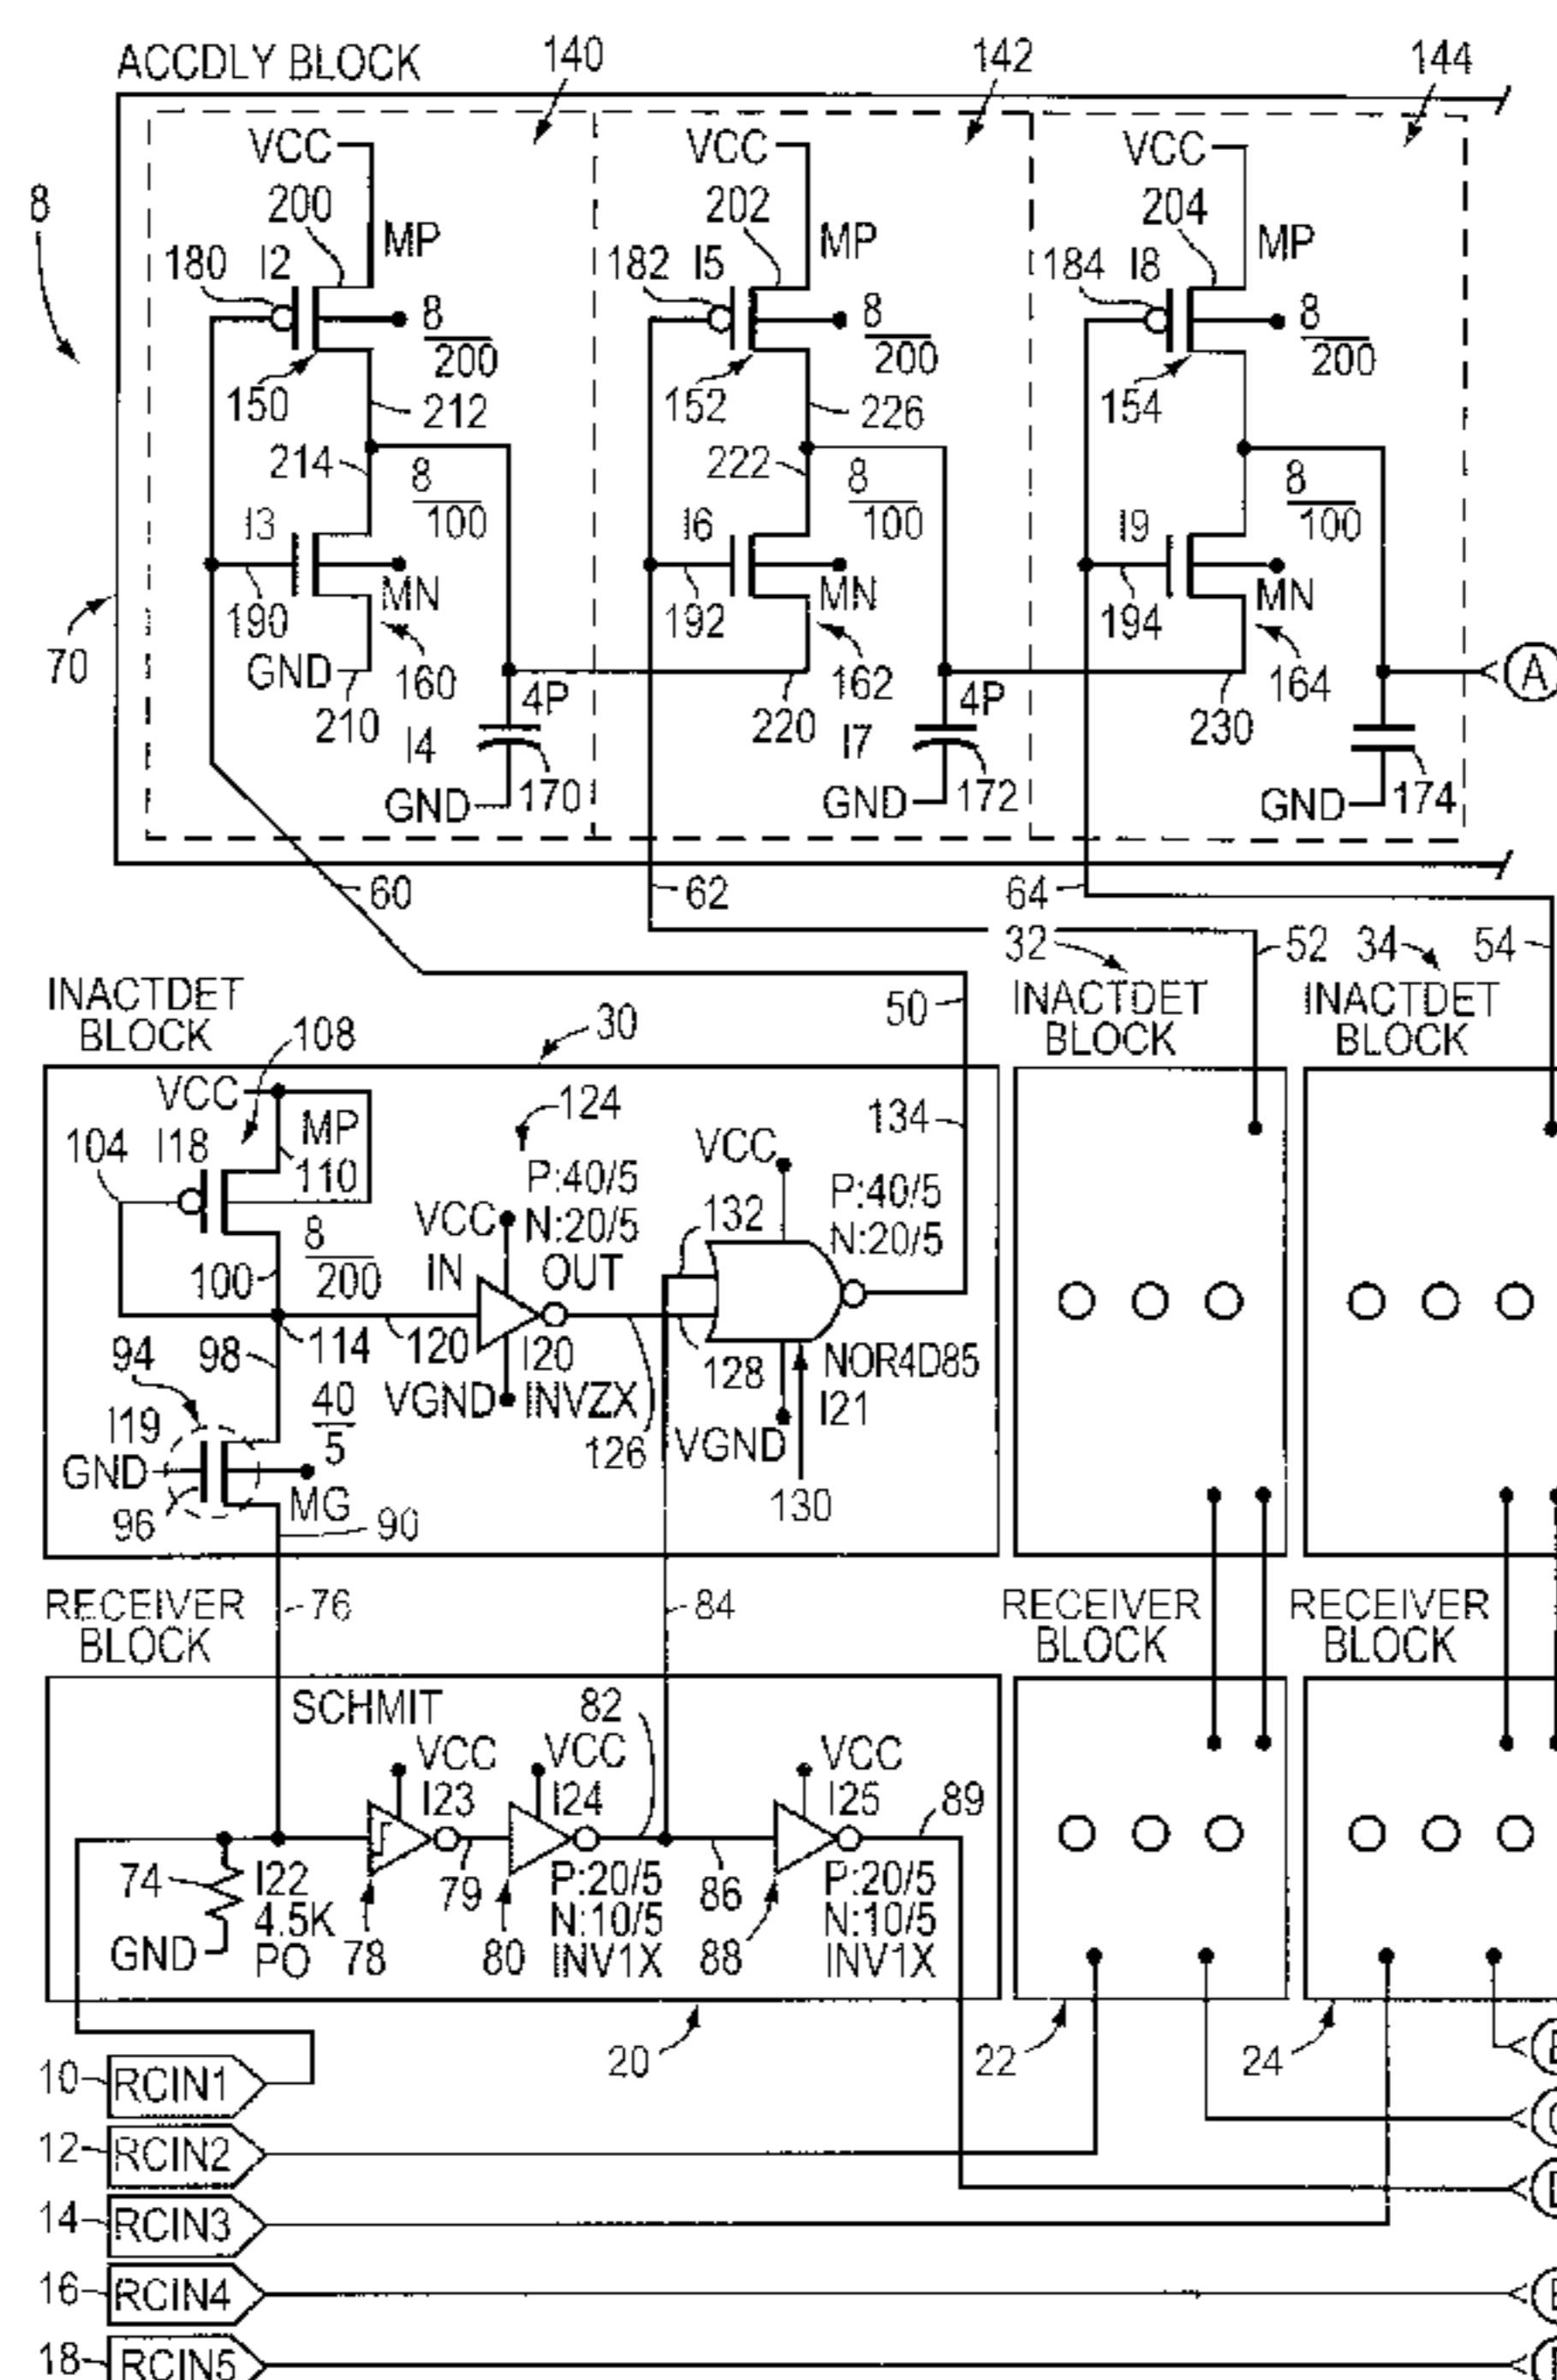 ACCDLY BLOCK
140
142
144
8
VCC
VCC
VCC
200
MP
202
MP
204
MP
180
I2
182
I5
184
I8
8
200
8
200
8
200
150
212
152
226
154
214
222
8
100
8
100
8
100
I3
I6
I9
190
MN
192
MN
194
MN
70
GND
160
4P
162
4P
164
A
210
I4
220
I7
230
170
172
174
GND
GND
GND
60
62
64
32
52
34
54
INACTDET
BLOCK
50
INACTDET
BLOCK
INACTDET
BLOCK
108
30
VCC
124
104
I18
MP
110
VCC
134
P:40/5
N:20/5
P:40/5
N:20/5
VCC
132
8
200
IN
OUT
100
94
98
114
120
I20
128
NOR4D85
I19
40
5
VGND
INVZX
I21
GND
VGND
126
96
MG
130
90
RECEIVER
BLOCK
76
84
RECEIVER
BLOCK
RECEIVER
BLOCK
SCHMIT
82
VCC
VCC
VCC
I23
I24
I25
89
74
I22
4.5K
PO
79
P:20/5
N:10/5
INV1X
86
P:20/5
N:10/5
INV1X
GND
78
80
88
20
22
24
10
RCIN1
12
RCIN2
14
RCIN3
16
RCIN4
18
RCIN5